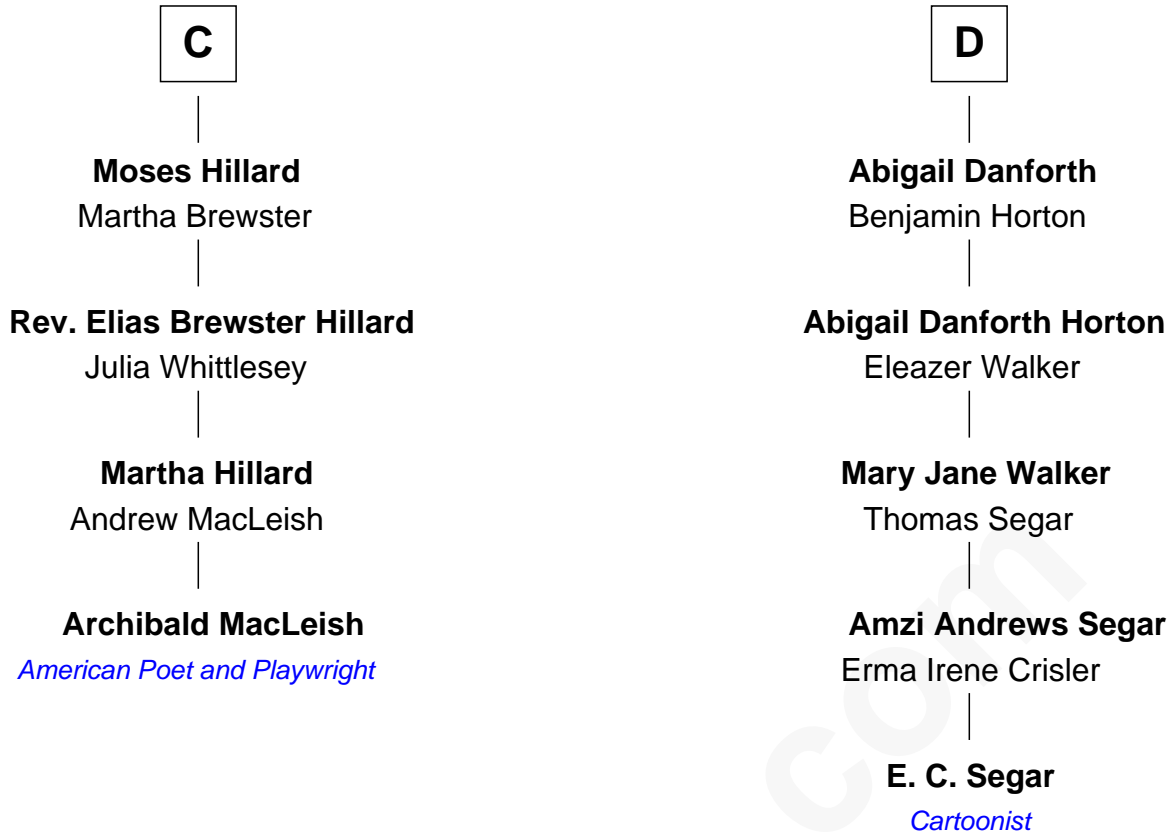 C
Moses Hillard
Martha Brewster
Rev. Elias Brewster Hillard
Julia Whittlesey
Martha Hillard
Andrew MacLeish
Archibald MacLeish
American Poet and Playwright
D
Abigail Danforth
Benjamin Horton
Abigail Danforth Horton
Eleazer Walker
Mary Jane Walker
Thomas Segar
Amzi Andrews Segar
Erma Irene Crisler
E. C. Segar
Cartoonist
com